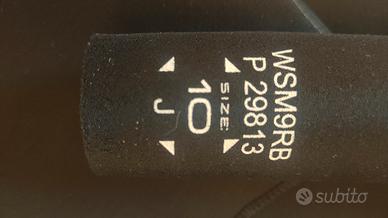 WSM9RB
P 29813
SIZE
10
J
subito